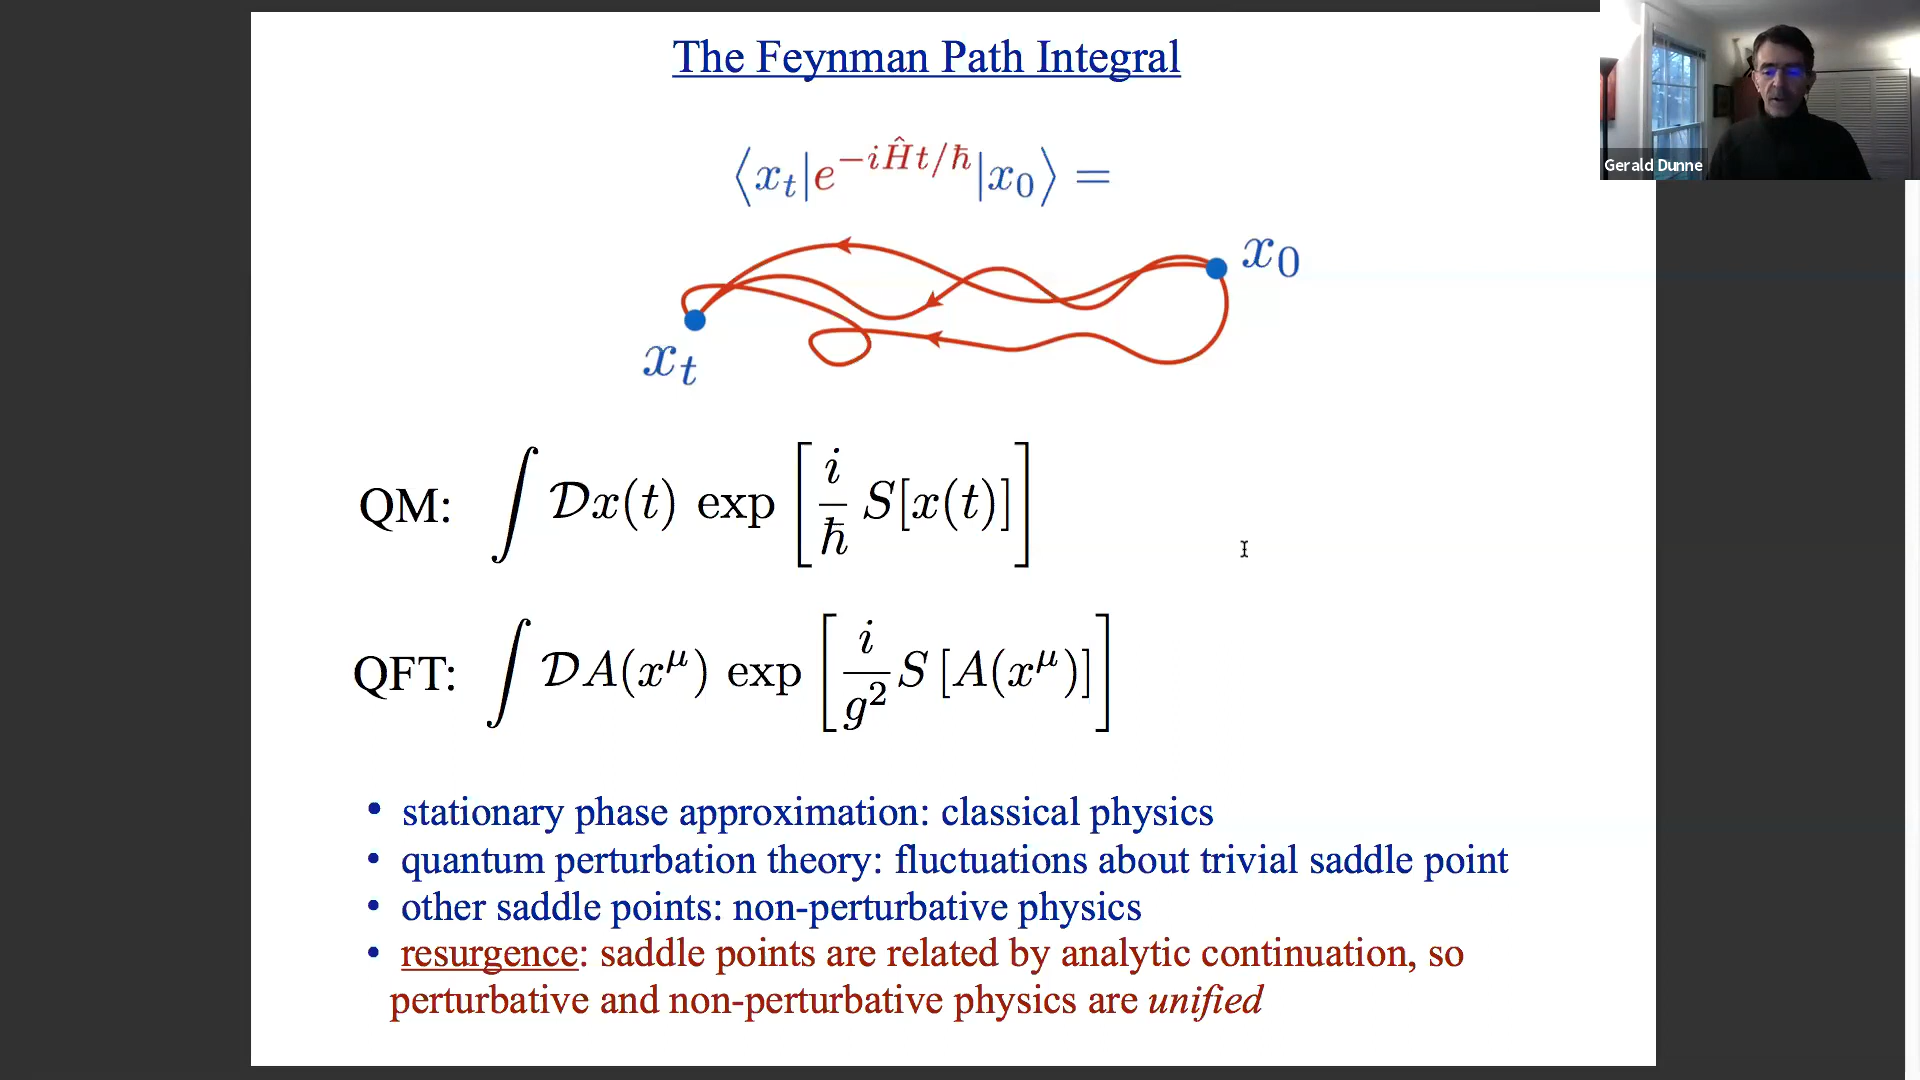 The Feynman Path Integral
Gerald Dunne
⟨x_t|e^{-iĤt/ℏ}|x_0⟩ =
x_0
x_t
QM: ∫ 𝒟x(t) exp [ i/ℏ S[x(t)] ]
QFT: ∫ 𝒟A(x^μ) exp [ i/g^2 S [A(x^μ)] ]
• stationary phase approximation: classical physics
• quantum perturbation theory: fluctuations about trivial saddle point
• other saddle points: non-perturbative physics
• resurgence: saddle points are related by analytic continuation, so
perturbative and non-perturbative physics are unified